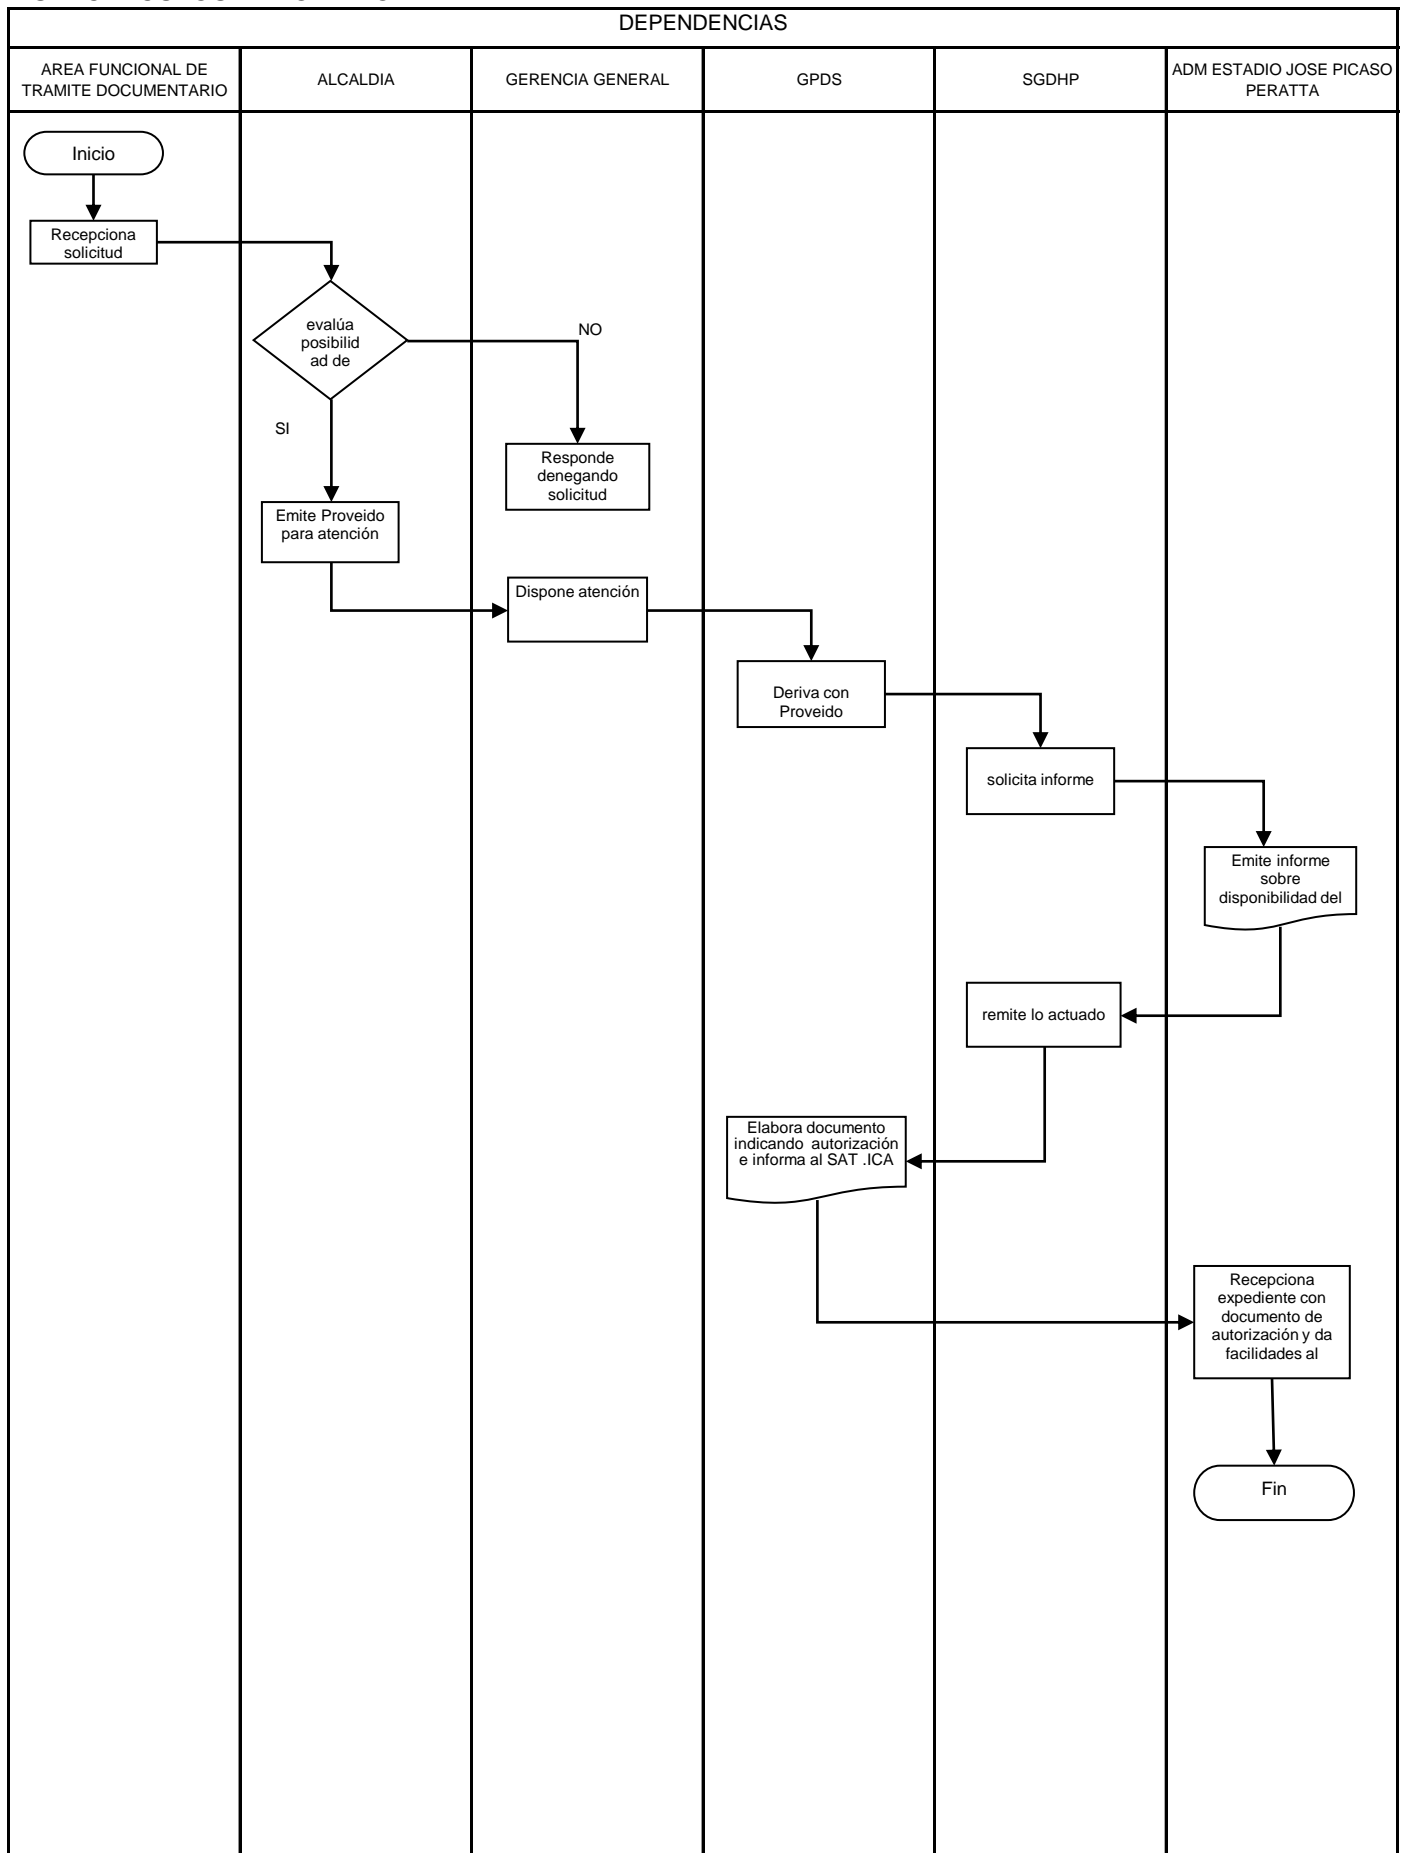 DEPENDENCIAS
AREA FUNCIONAL DE
TRAMITE DOCUMENTARIO
ALCALDIA
GERENCIA GENERAL
GPDS
SGDHP
ADM ESTADIO JOSE PICASO
PERATTA
Inicio
Recepciona
solicitud
evalúa
posibilid
ad de
NO
SI
Responde
denegando
solicitud
Emite Proveido
para atención
Dispone atención
Deriva con
Proveido
solicita informe
Emite informe
sobre
disponibilidad del
remite lo actuado
Elabora documento
indicando autorización
e informa al SAT .ICA
Recepciona
expediente con
documento de
autorización y da
facilidades al
Fin